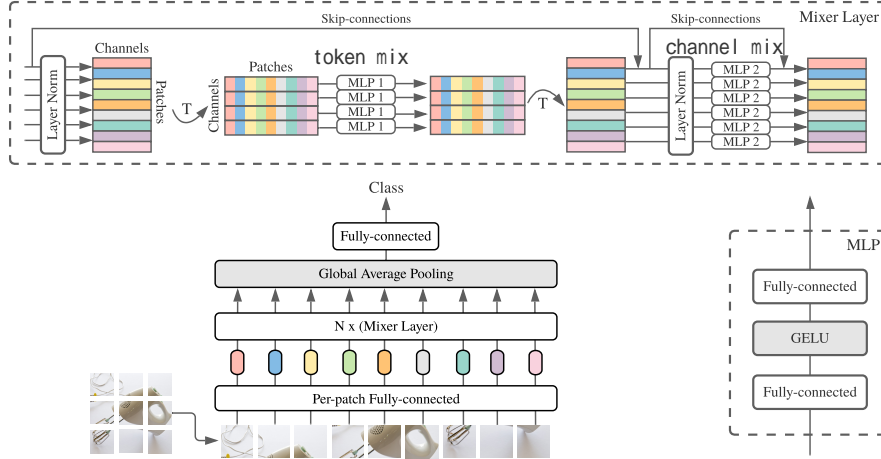 Skip-connections
Skip-connections
Mixer Layer
Channels
token mix
channel mix
Patches
Layer Norm
Patches
T
Channels
MLP 1
MLP 1
MLP 1
MLP 1
T
Layer Norm
MLP 2
MLP 2
MLP 2
MLP 2
MLP 2
MLP 2
Class
Fully-connected
Global Average Pooling
N x (Mixer Layer)
Per-patch Fully-connected
MLP
Fully-connected
GELU
Fully-connected